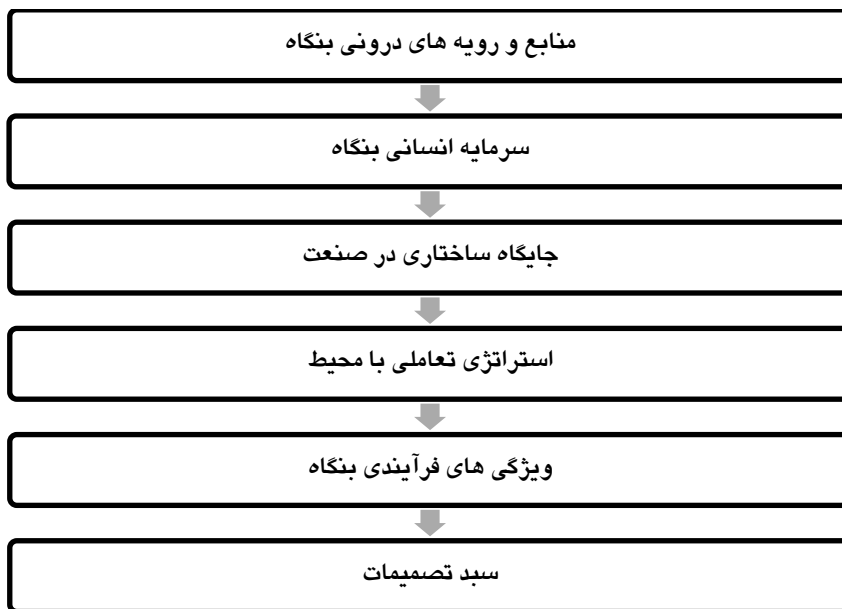 منابع و رویه های درونی بنگاه
سرمایه انسانی بنگاه
جایگاه ساختاری در صنعت
استراتژی تعاملی با محیط
ویژگی های فرآیندی بنگاه
سبد تصمیمات